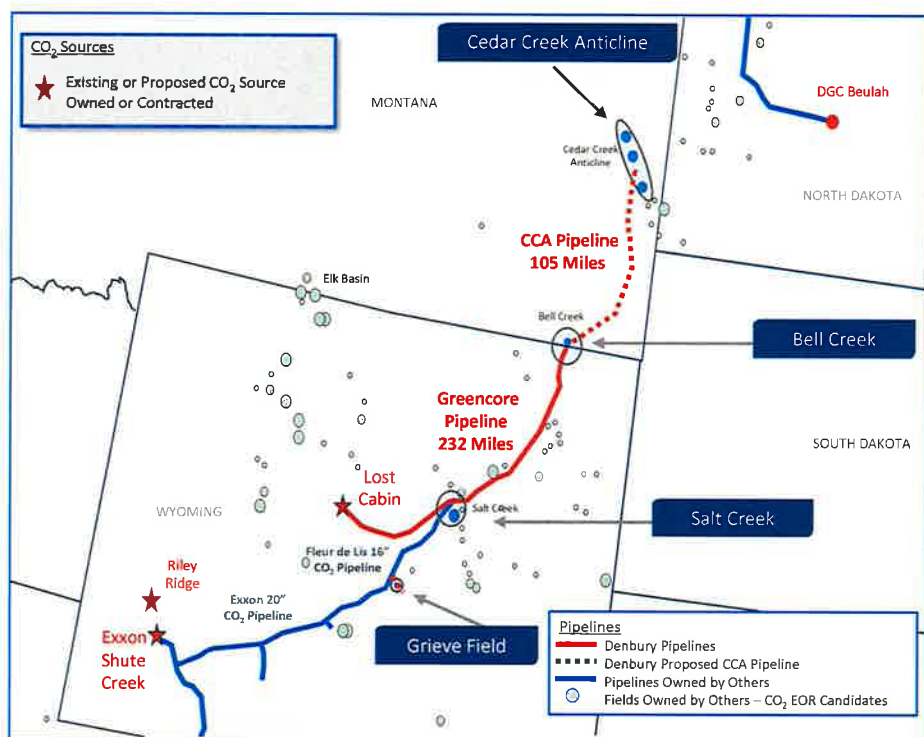 CO₂ Sources
Existing or Proposed CO₂ Source
Owned or Contracted
Cedar Creek Anticline
MONTANA
DGC Beulah
Cedar Creek
Anticline
NORTH DAKOTA
CCA Pipeline
105 Miles
Elk Basin
Bell Creek
Bell Creek
Greencore
Pipeline
232 Miles
SOUTH DAKOTA
Lost
Cabin
WYOMING
Salt Creek
Salt Creek
Fleur de Lis 16"
CO₂ Pipeline
Riley
Ridge
Exxon 20"
CO₂ Pipeline
Exxon
Shute
Creek
Grieve Field
Pipelines
Denbury Pipelines
Denbury Proposed CCA Pipeline
Pipelines Owned by Others
Fields Owned by Others – CO₂ EOR Candidates